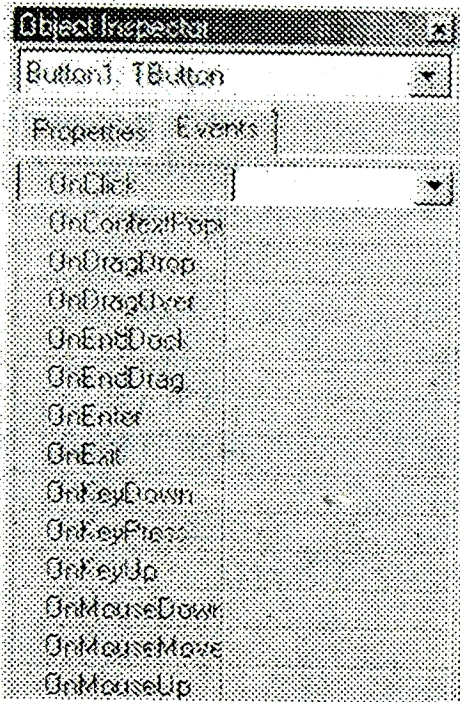 Object Inspector
Button1: TButton
Properties Events
OnClick
OnContextPopu
OnDragDrop
OnDragOver
OnEndDock
OnEndDrag
OnEnter
OnExit
OnKeyDown
OnKeyPress
OnKeyUp
OnMouseDown
OnMouseMove
OnMouseUp